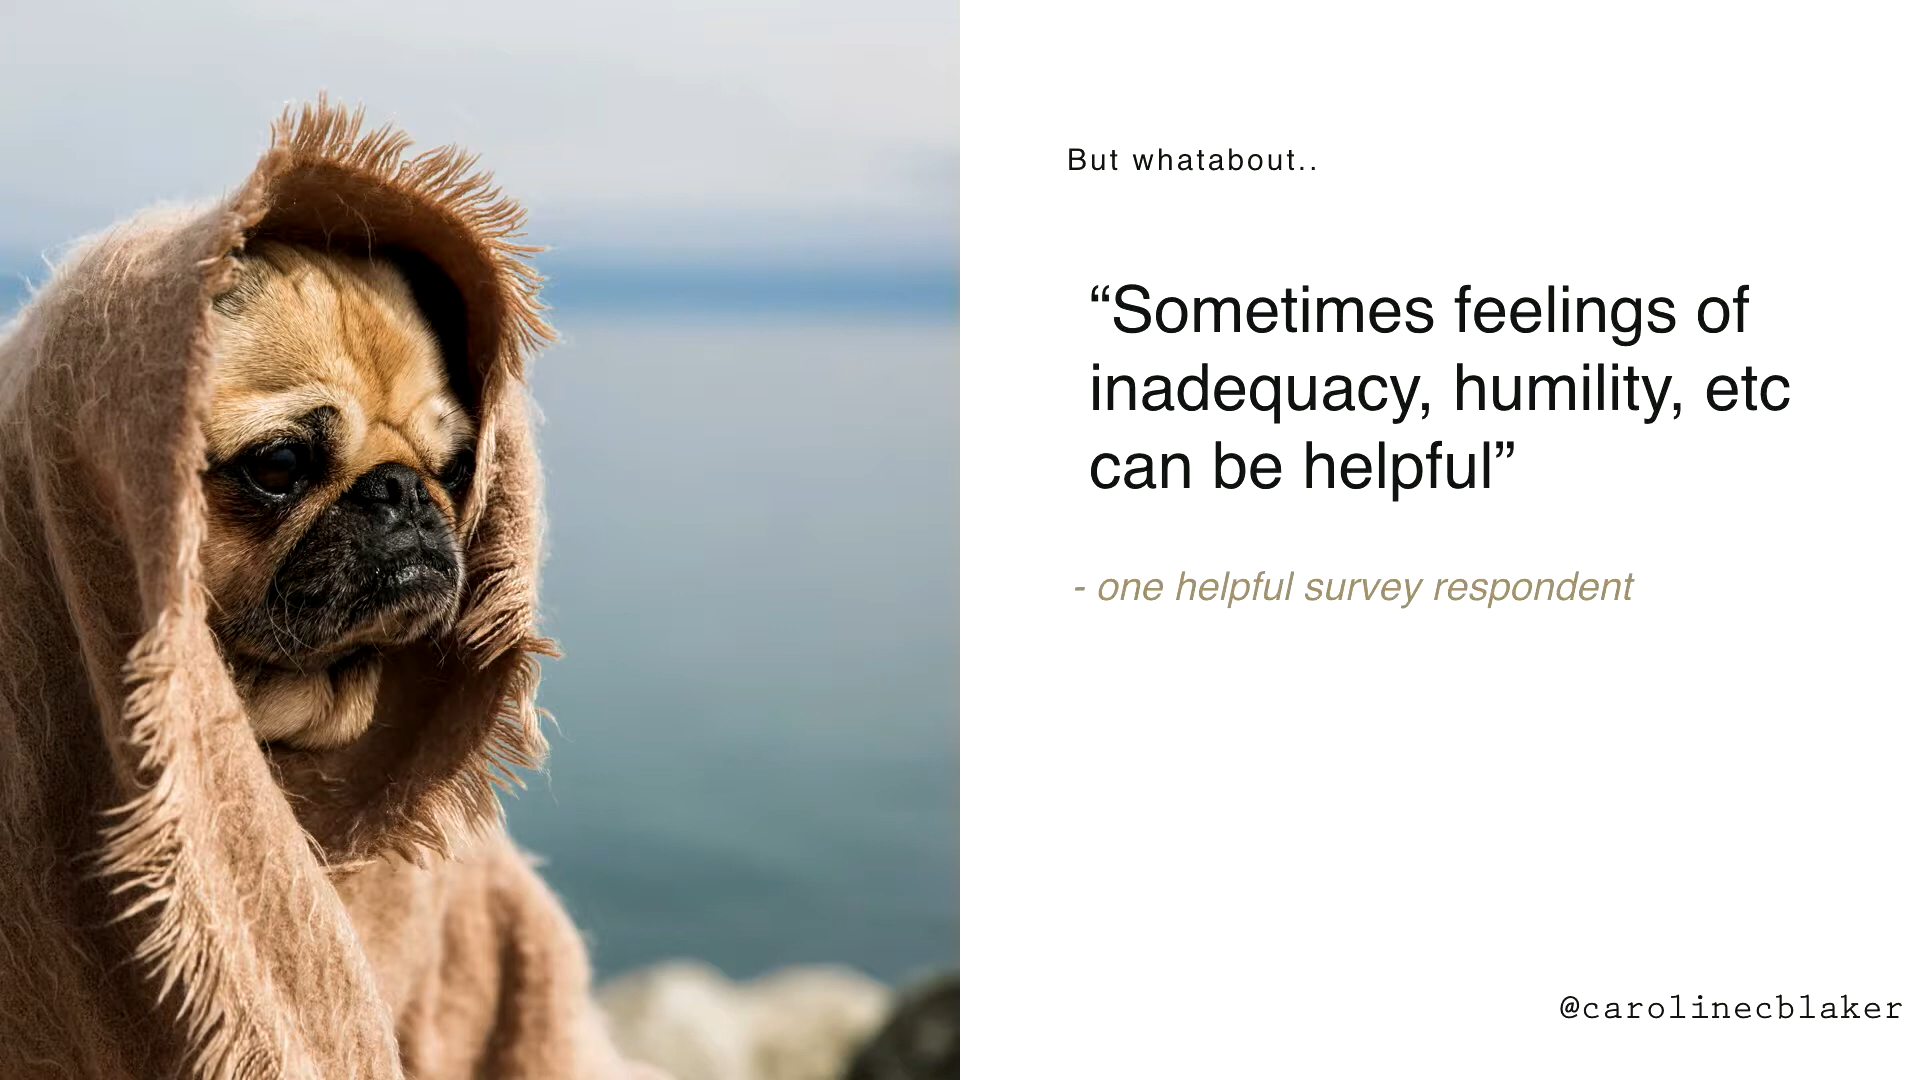 But whatabout..
“Sometimes feelings of
inadequacy, humility, etc
can be helpful”
- one helpful survey respondent
@carolinecblaker